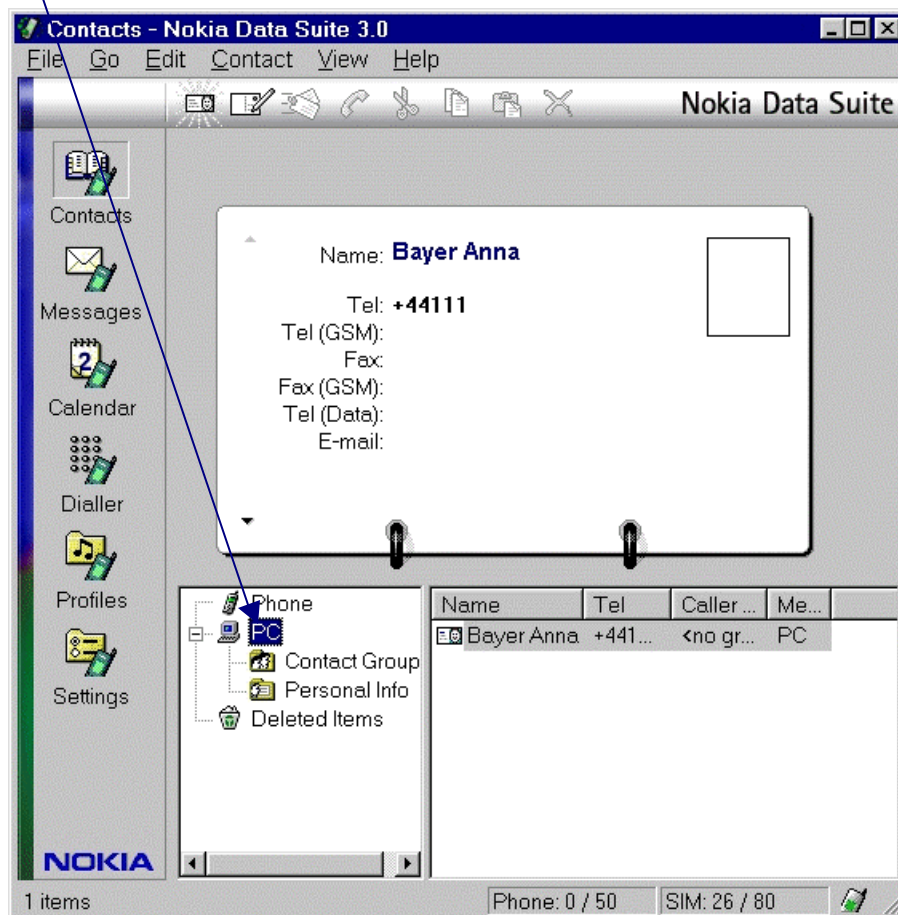 Contacts - Nokia Data Suite 3.0
File Go Edit Contact View Help
Nokia Data Suite
Contacts
Messages
2
Calendar
Dialler
Profiles
Settings
NOKIA
Name: Bayer Anna
Tel: +44111
Tel (GSM):
Fax:
Fax (GSM):
Tel (Data):
E-mail:
Phone
PC
Contact Group
Personal Info
Deleted Items
Name Tel Caller ... Me...
Bayer Anna +441... <no gr... PC
1 items Phone: 0 / 50 SIM: 26 / 80